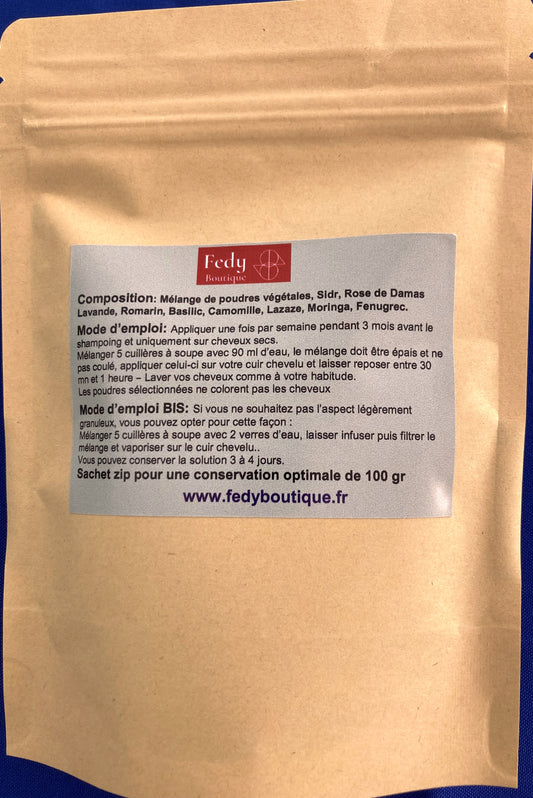 Fedy
Boutique
Composition: Mélange de poudres végétales, Sidr, Rose de Damas
Lavande, Romarin, Basilic, Camomille, Lazaze, Moringa, Fenugrec.
Mode d'emploi: Appliquer une fois par semaine pendant 3 mois avant le
shampoing et uniquement sur cheveux secs.
Mélanger 5 cuillères à soupe avec 90 ml d'eau, le mélange doit être épais et ne
pas coulé, appliquer celui-ci sur votre cuir chevelu et laisser reposer entre 30
mn et 1 heure – Laver vos cheveux comme à votre habitude.
Les poudres sélectionnées ne colorent pas les cheveux
Mode d'emploi BIS: Si vous ne souhaitez pas l'aspect légèrement
granuleux, vous pouvez opter pour cette façon :
Mélanger 5 cuillères à soupe avec 2 verres d'eau, laisser infuser puis filtrer le
mélange et vaporiser sur le cuir chevelu..
Vous pouvez conserver la solution 3 à 4 jours.
Sachet zip pour une conservation optimale de 100 gr
www.fedyboutique.fr